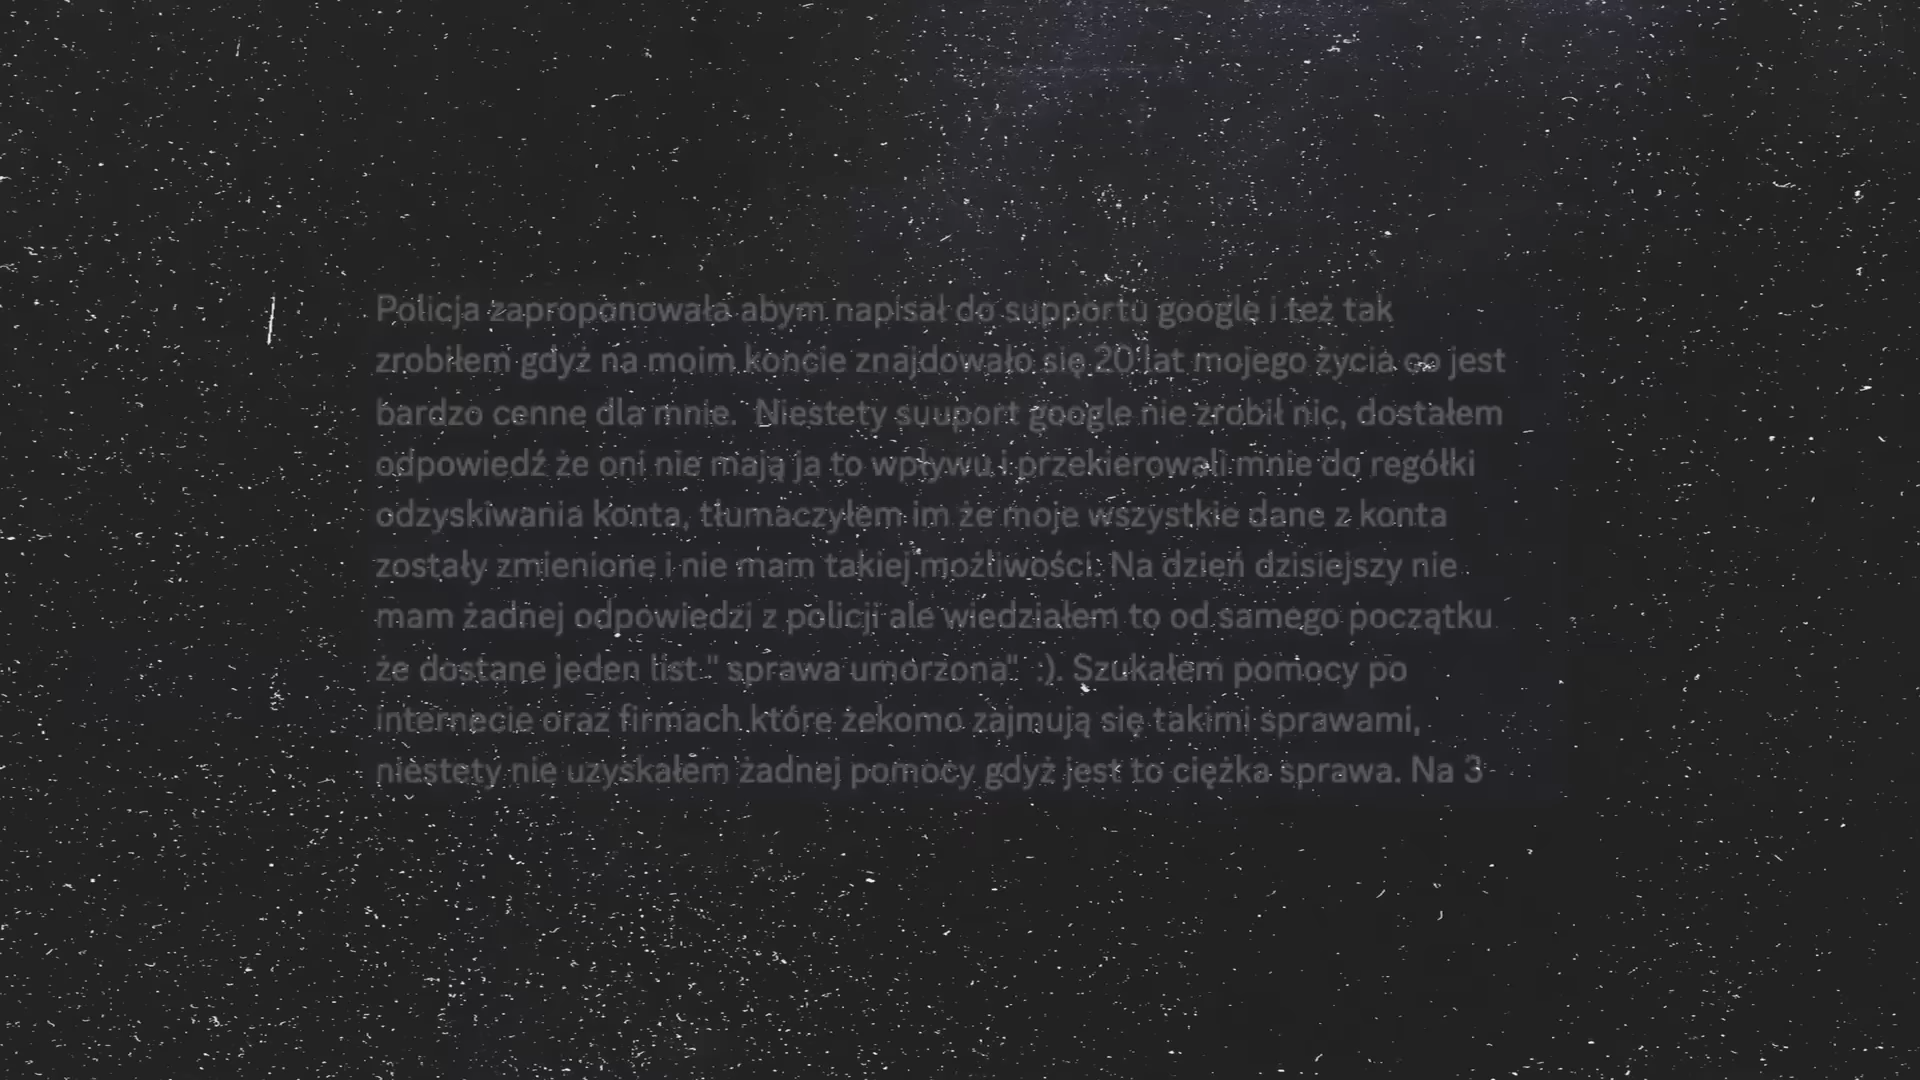 Policja zaproponowała abym napisał do supportu google i też tak
zrobiłem gdyż na moim koncie znajdowało się 20 lat mojego życia co jest
bardzo cenne dla mnie. Niestety suuport google nie zrobił nic, dostałem
odpowiedź że oni nie mają ja to wpływu i przekierowali mnie do regółki
odzyskiwania konta, tłumaczyłem im że moje wszystkie dane z konta
zostały zmienione i nie mam takiej możliwości. Na dzień dzisiejszy nie
mam żadnej odpowiedzi z policji ale wiedziałem to od samego początku
że dostane jeden list " sprawa umorzona" :). Szukałem pomocy po
internecie oraz firmach które żekomo zajmują się takimi sprawami,
niestety nie uzyskałem żadnej pomocy gdyż jest to ciężka sprawa. Na 3